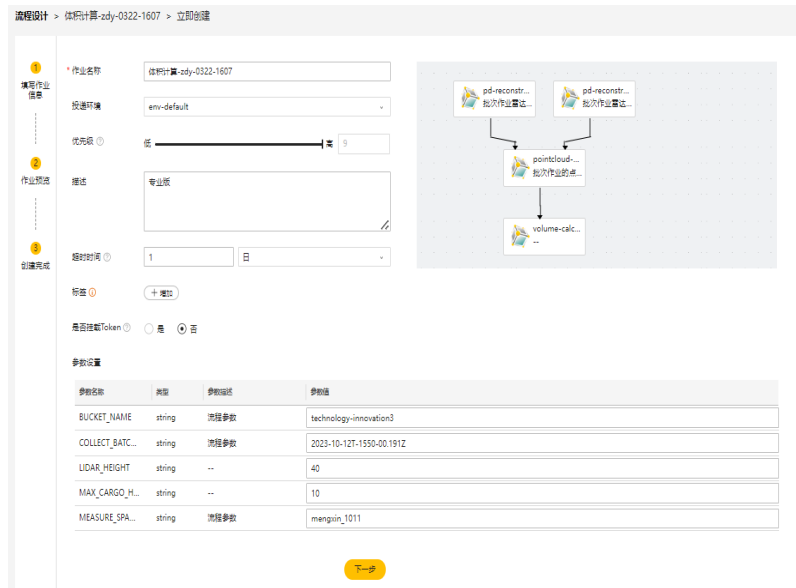 流程设计 > 体积计算-zdy-0322-1607 > 立即创建
1
填写作业
信息
2
作业预览
3
创建完成
* 作业名称 体积计算-zdy-0322-1607
投递环境 env-default
优先级 ? 低 高 9
描述 专业版
超时时间 ? 1 日
标签 + 增加
是否挂载Token ? 是 否
pd-reconstr...
批次作业雷达...
pd-reconstr...
批次作业雷达...
pointcloud-...
批次作业的点...
volume-calc...
--
参数设置
参数名称 类型 参数描述 参数值
BUCKET_NAME string 流程参数 technology-innovation3
COLLECT_BATC... string 流程参数 2023-10-12T-1550-00.191Z
LIDAR_HEIGHT string -- 40
MAX_CARGO_H... string -- 10
MEASURE_SPA... string 流程参数 mengxin_1011
下一步